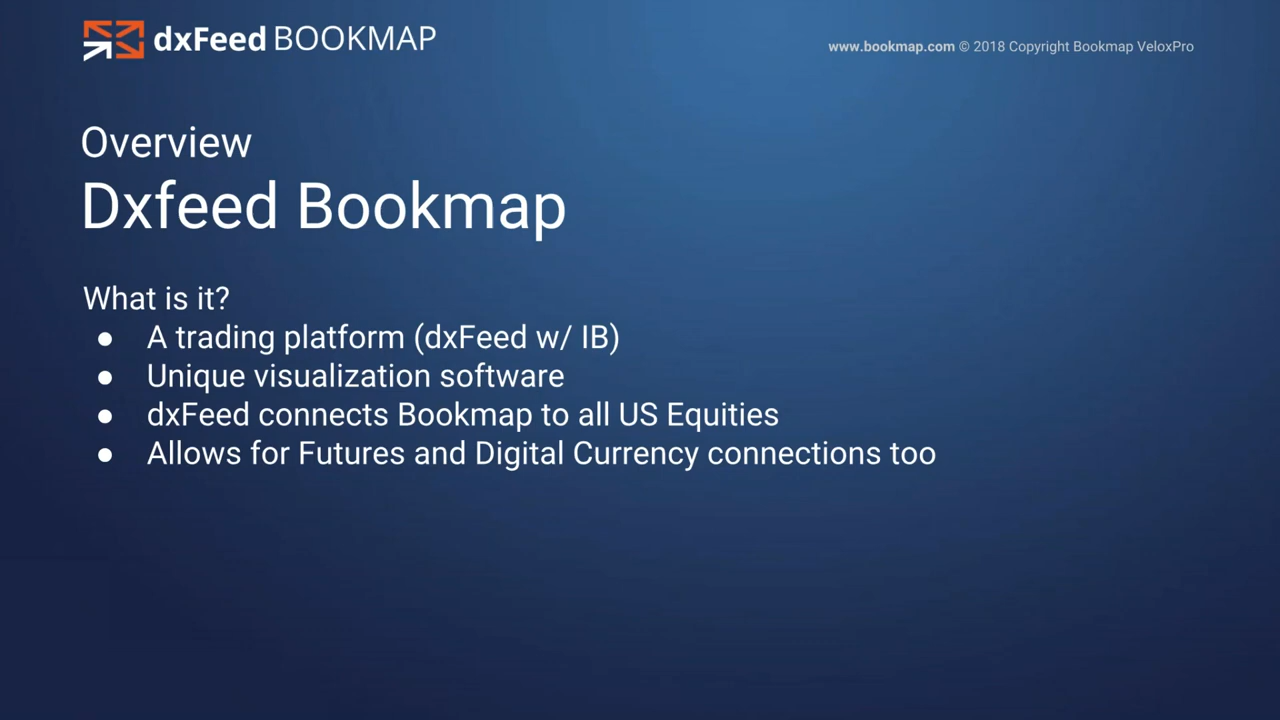 dxFeed BOOKMAP
www.bookmap.com © 2018 Copyright Bookmap VeloxPro
Overview
Dxfeed Bookmap
What is it?
● A trading platform (dxFeed w/ IB)
● Unique visualization software
● dxFeed connects Bookmap to all US Equities
● Allows for Futures and Digital Currency connections too